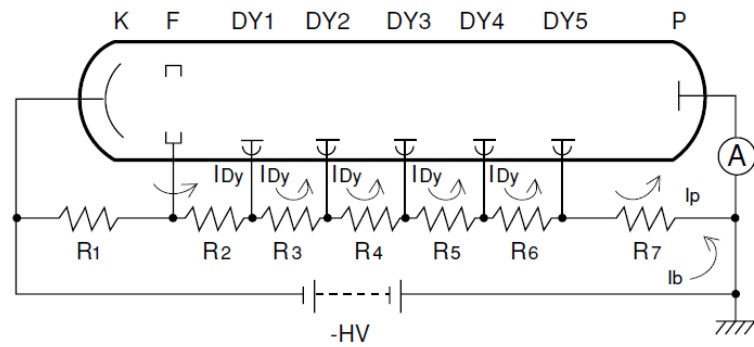 K F DY1 DY2 DY3 DY4 DY5 P
A
IDy IDy IDy IDy IDy
Ip
R1 R2 R3 R4 R5 R6 R7
Ib
-HV